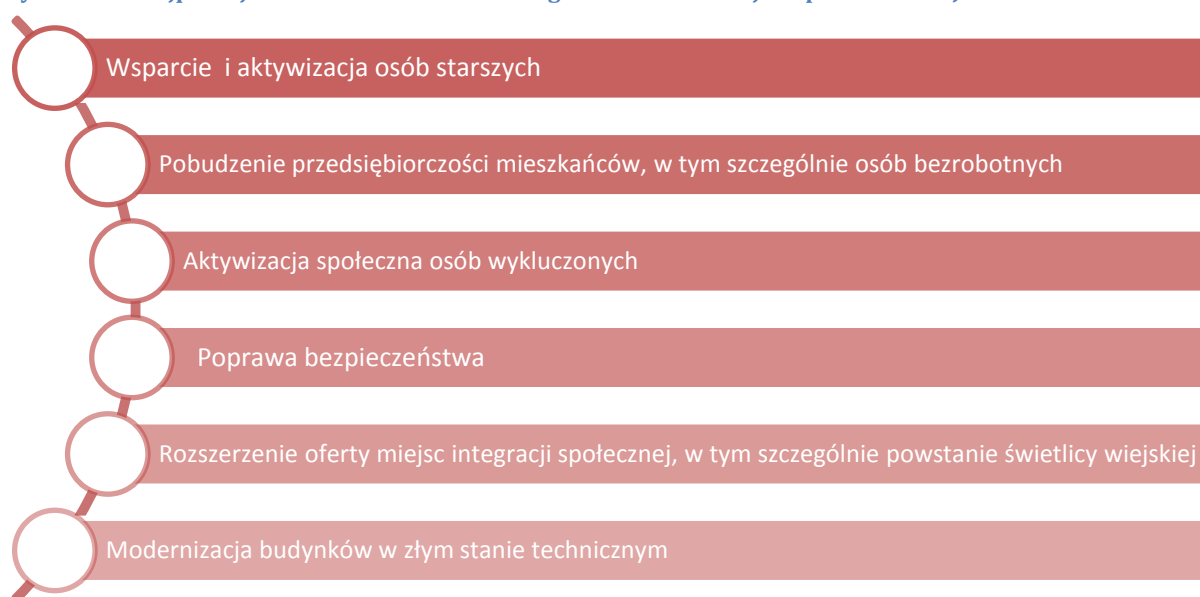 Wsparcie i aktywizacja osób starszych
Pobudzenie przedsiębiorczości mieszkańców, w tym szczególnie osób bezrobotnych
Aktywizacja społeczna osób wykluczonych
Poprawa bezpieczeństwa
Rozszerzenie oferty miejsc integracji społecznej, w tym szczególnie powstanie świetlicy wiejskiej
Modernizacja budynków w złym stanie technicznym